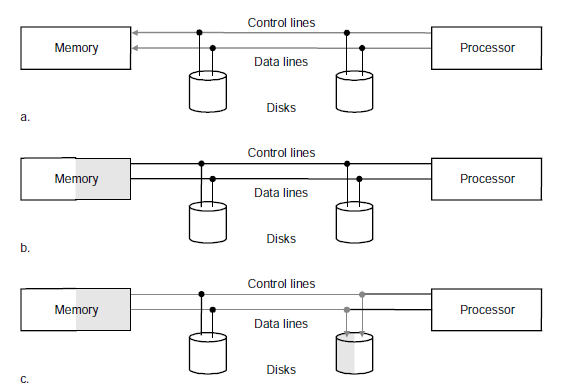 Control lines
Memory
Processor
Data lines
Disks
a.
Control lines
Memory
Processor
Data lines
Disks
b.
Control lines
Memory
Processor
Data lines
Disks
c.